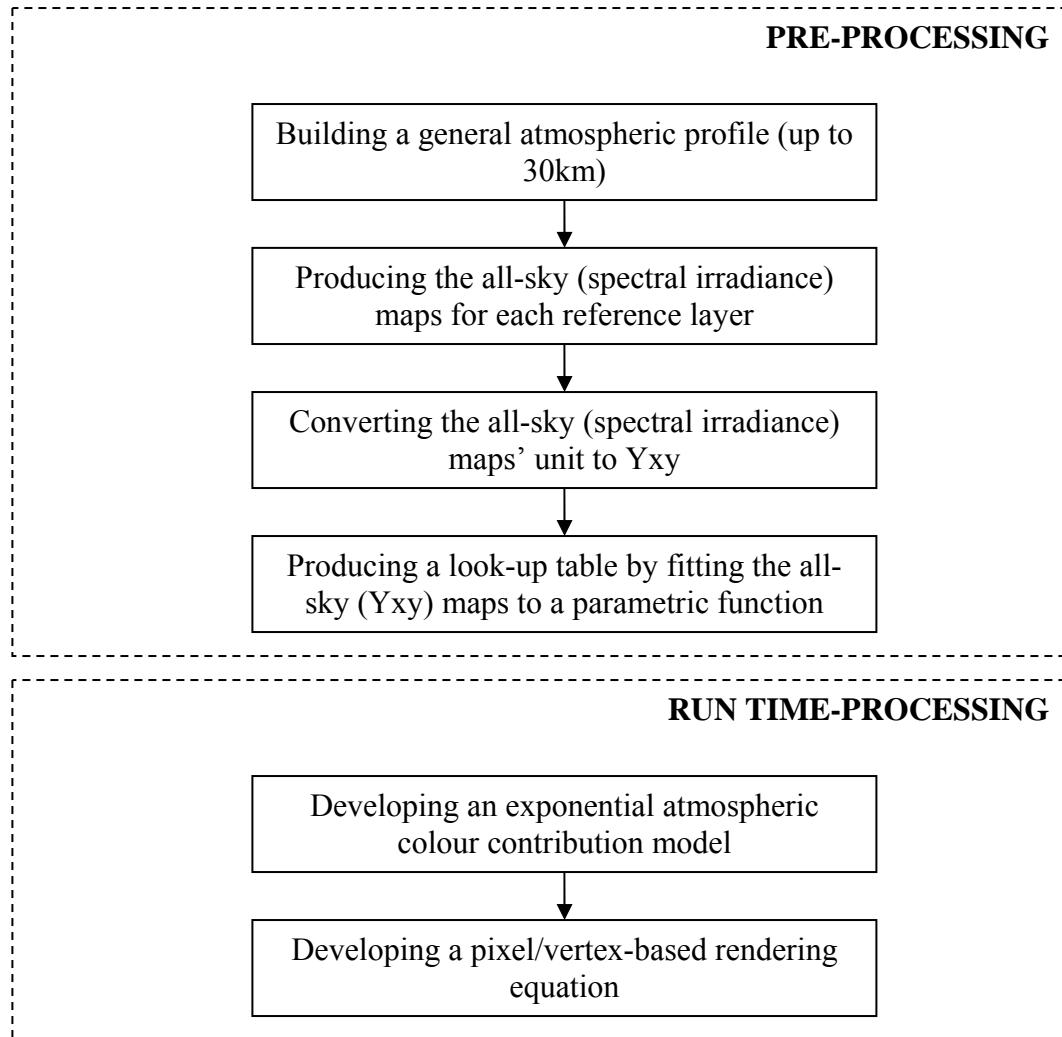 PRE-PROCESSING
Building a general atmospheric profile (up to
30km)
Producing the all-sky (spectral irradiance)
maps for each reference layer
Converting the all-sky (spectral irradiance)
maps’ unit to Yxy
Producing a look-up table by fitting the all-
sky (Yxy) maps to a parametric function
RUN TIME-PROCESSING
Developing an exponential atmospheric
colour contribution model
Developing a pixel/vertex-based rendering
equation